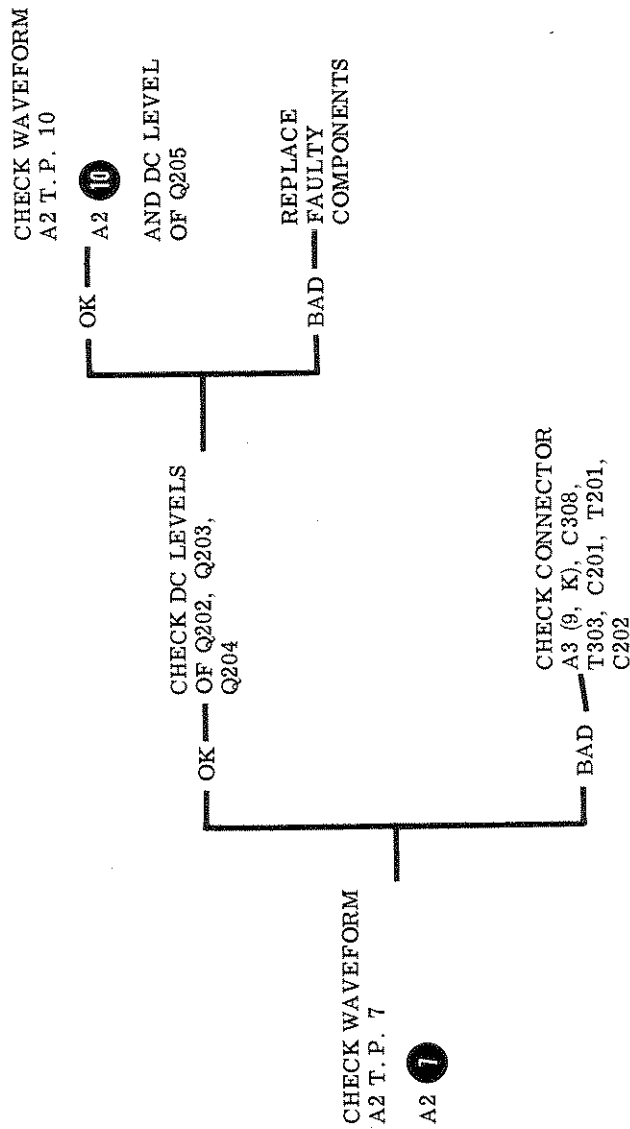 CHECK WAVEFORM
A2 T.P. 7
A2 7
OK
CHECK DC LEVELS
OF Q202, Q203,
Q204
BAD
CHECK CONNECTOR
A3 (9, K), C308,
T303, C201, T201,
C202
OK
CHECK WAVEFORM
A2 T.P. 10
A2 10
AND DC LEVEL
OF Q205
BAD
REPLACE
FAULTY
COMPONENTS